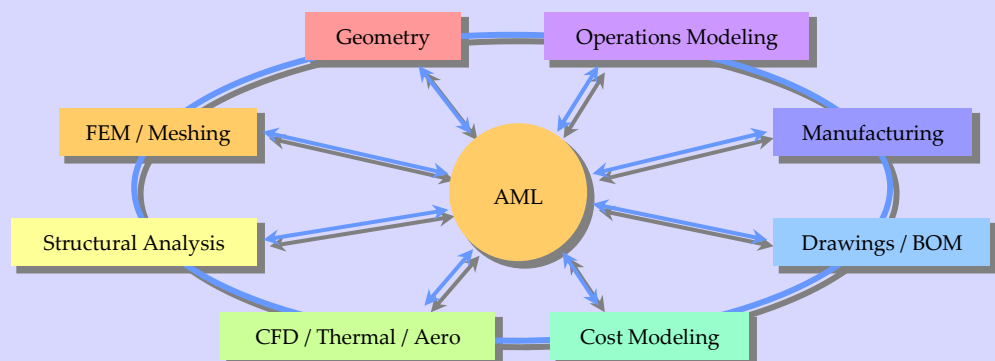 Geometry
Operations Modeling
FEM / Meshing
Manufacturing
AML
Structural Analysis
Drawings / BOM
CFD / Thermal / Aero
Cost Modeling